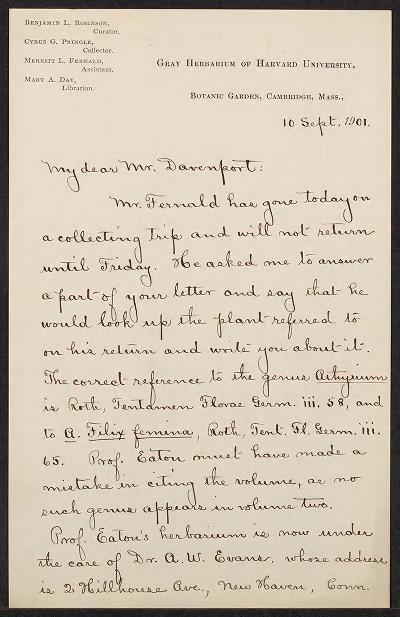 Benjamin L. Robinson,
Curator.
Cyrus G. Pringle,
Collector.
Merritt L. Fernald,
Assistant.
Mary A. Day,
Librarian.
Gray Herbarium of Harvard University,
Botanic Garden, Cambridge, Mass.,
10 Sept. 1901.
My dear Mr. Davenport:
Mr. Fernald has gone today on
a collecting trip and will not return
until Friday. He asked me to answer
a part of your letter and say that he
would look up the plant referred to
on his return and write you about it.
The correct reference to the genus Athyrium
is Roth, Tentamen Florae Germ. iii. 58, and
to A. Filix femina, Roth, Tent. Fl. Germ. iii.
65. Prof. Eaton must have made a
mistake in citing the volume, as no
such genus appears in volume two.
Prof. Eaton's herbarium is now under
the care of Dr. A. W. Evans, whose address
is 2 Hillhouse Ave., New Haven, Conn.